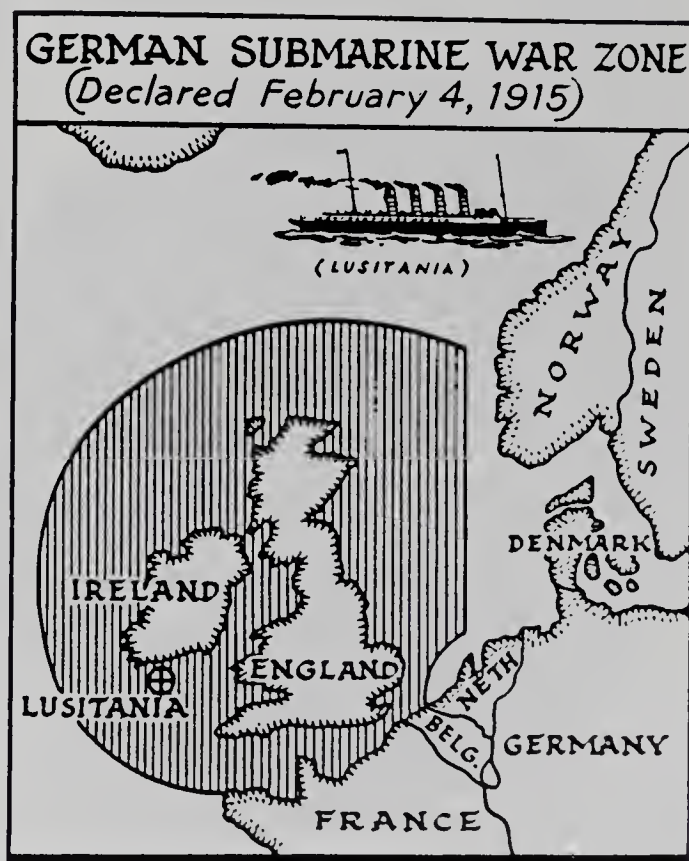 GERMAN SUBMARINE WAR ZONE
(Declared February 4, 1915)
(LUSITANIA)
NORWAY
SWEDEN
DENMARK
IRELAND
ENGLAND
LUSITANIA
NETH
BELG.
GERMANY
FRANCE